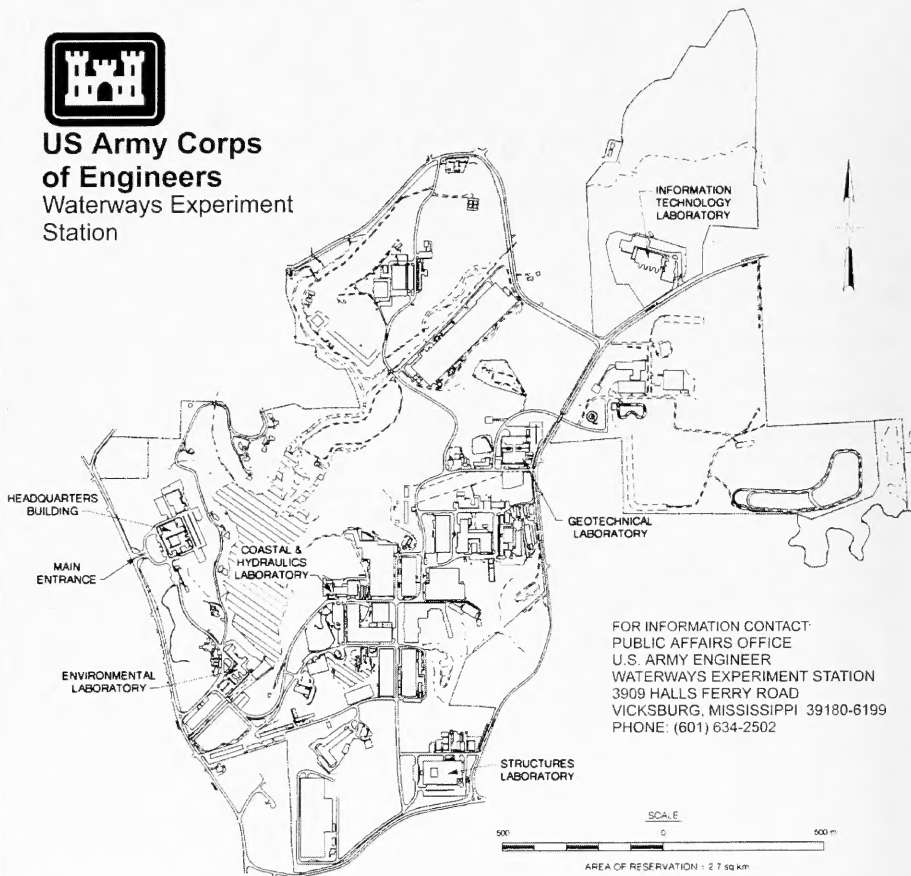 US Army Corps
of Engineers
Waterways Experiment
Station
INFORMATION
TECHNOLOGY
LABORATORY
N
HEADQUARTERS
BUILDING
MAIN
ENTRANCE
COASTAL &
HYDRAULICS
LABORATORY
GEOTECHNICAL
LABORATORY
ENVIRONMENTAL
LABORATORY
STRUCTURES
LABORATORY
FOR INFORMATION CONTACT:
PUBLIC AFFAIRS OFFICE
U.S. ARMY ENGINEER
WATERWAYS EXPERIMENT STATION
3909 HALLS FERRY ROAD
VICKSBURG, MISSISSIPPI 39180-6199
PHONE: (601) 634-2502
SCALE
500 0 500 m
AREA OF RESERVATION : 2.7 sq km